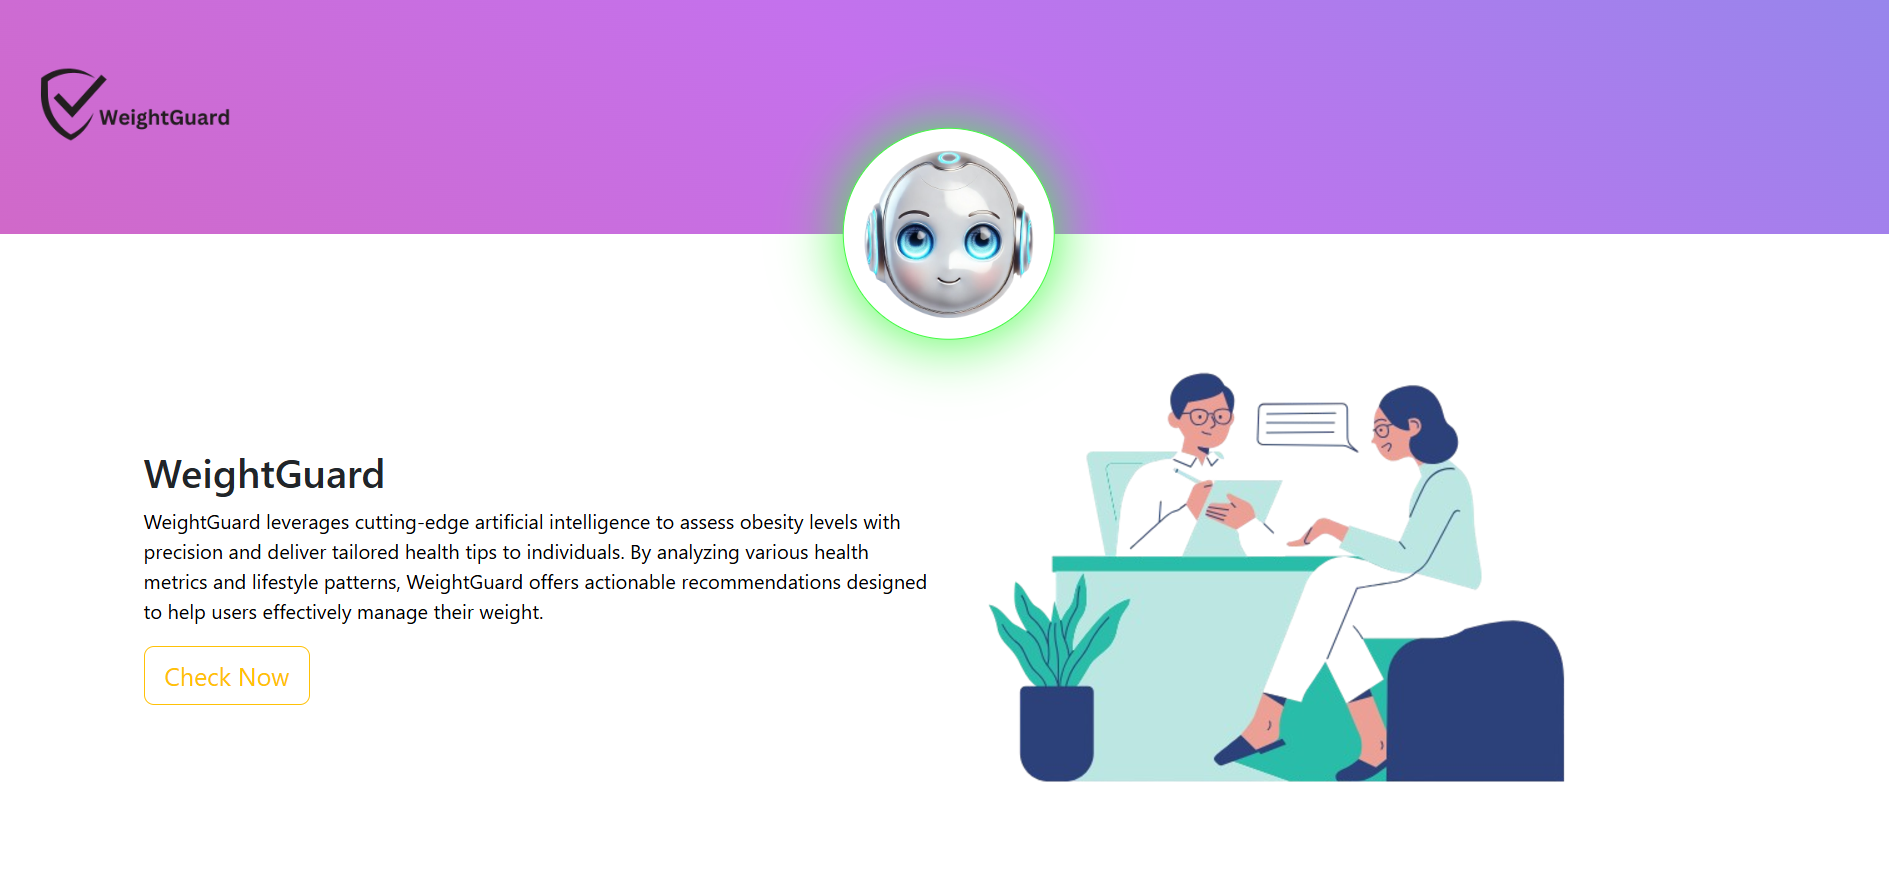 WeightGuard
WeightGuard
WeightGuard leverages cutting-edge artificial intelligence to assess obesity levels with
precision and deliver tailored health tips to individuals. By analyzing various health
metrics and lifestyle patterns, WeightGuard offers actionable recommendations designed
to help users effectively manage their weight.
Check Now